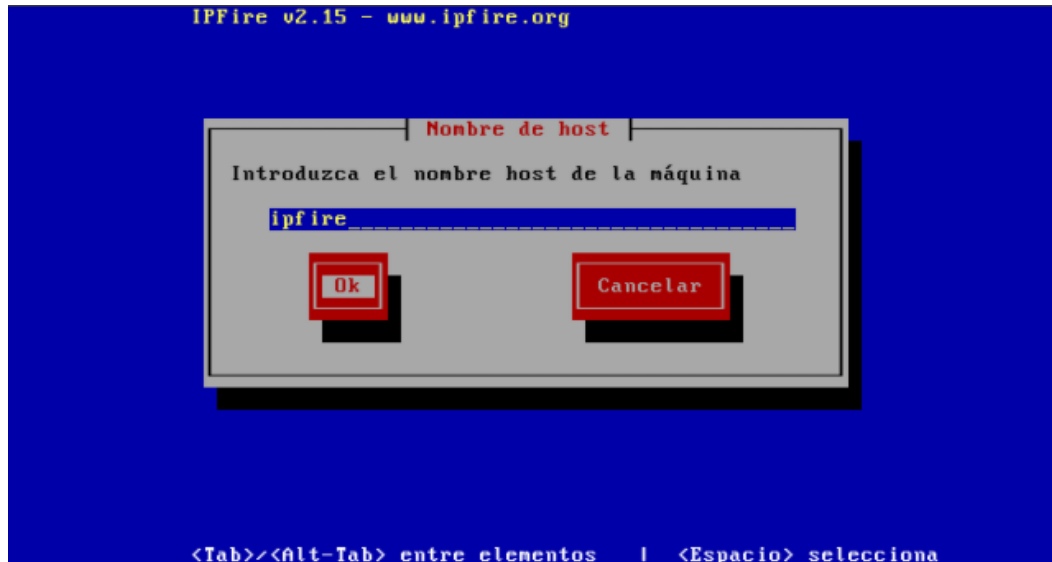 IPFire v2.15 - www.ipfire.org
Nombre de host
Introduzca el nombre host de la máquina
ipfire
Ok
Cancelar
<Tab>/<Alt-Tab> entre elementos | <Espacio> selecciona